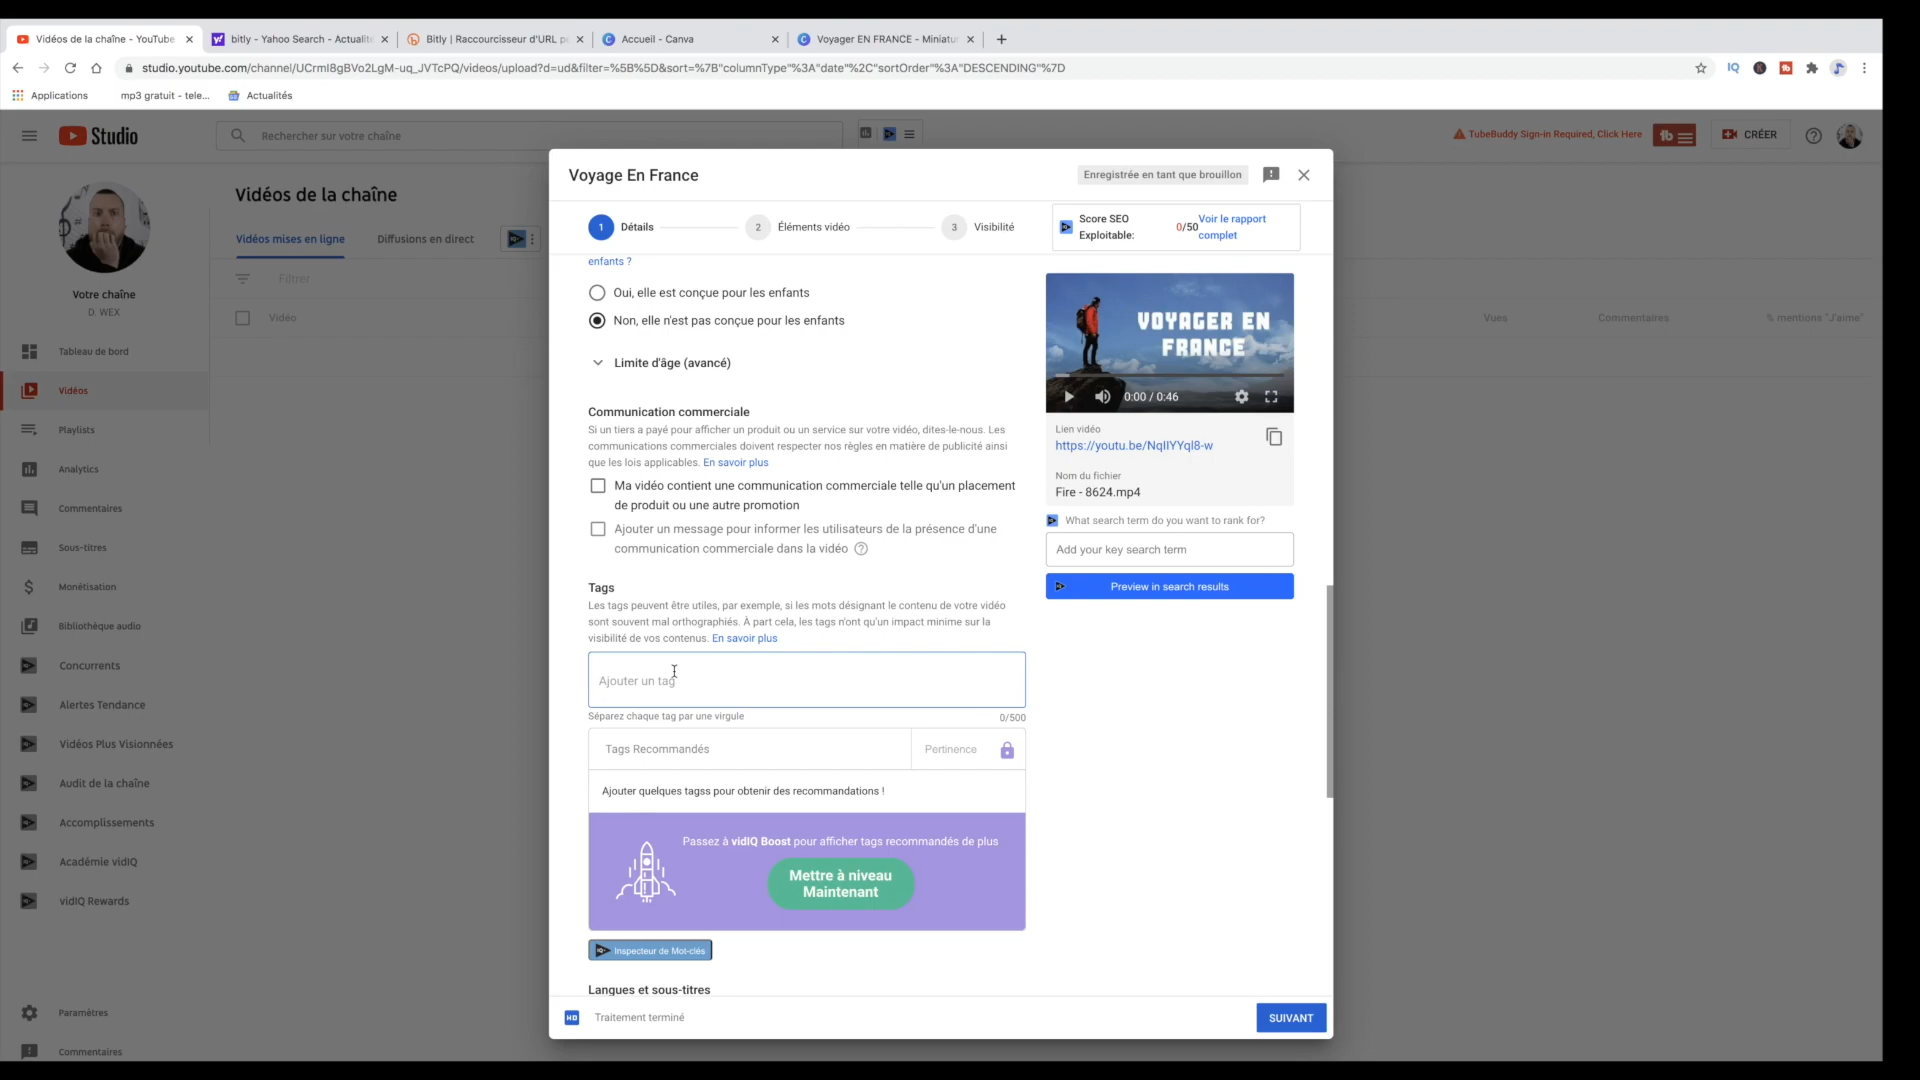 Vidéos de la chaîne - YouTube
bitly - Yahoo Search - Actualité
Bitly | Raccourcisseur d'URL pe
Accueil - Canva
Voyager EN FRANCE - Miniatur
studio.youtube.com/channel/UCrmI8gBVo2LgM-uq_JVTcPQ/videos/upload?d=ud&filter=%5B%5D&sort=%7B"columnType"%3A"date"%2C"sortOrder"%3A"DESCENDING"%7D
Applications
mp3 gratuit - tele...
Actualités
Studio
Rechercher sur votre chaîne
TubeBuddy Sign-in Required, Click Here
CRÉER
Votre chaîne
D. WEX
Tableau de bord
Vidéos
Playlists
Analytics
Commentaires
Sous-titres
Monétisation
Bibliothèque audio
Concurrents
Alertes Tendance
Vidéos Plus Visionnées
Audit de la chaîne
Accomplissements
Académie vidIQ
vidIQ Rewards
Paramètres
Commentaires
Vidéos de la chaîne
Vidéos mises en ligne
Diffusions en direct
Filtrer
Vidéo
Vues
Commentaires
% mentions "J'aime"
Voyage En France
Enregistrée en tant que brouillon
1
Détails
2
Éléments vidéo
3
Visibilité
Score SEO
Exploitable:
0/50
Voir le rapport
complet
enfants ?
Oui, elle est conçue pour les enfants
Non, elle n'est pas conçue pour les enfants
Limite d'âge (avancé)
Communication commerciale
Si un tiers a payé pour afficher un produit ou un service sur votre vidéo, dites-le-nous. Les
communications commerciales doivent respecter nos règles en matière de publicité ainsi
que les lois applicables. En savoir plus
Ma vidéo contient une communication commerciale telle qu'un placement
de produit ou une autre promotion
Ajouter un message pour informer les utilisateurs de la présence d'une
communication commerciale dans la vidéo
Tags
Les tags peuvent être utiles, par exemple, si les mots désignant le contenu de votre vidéo
sont souvent mal orthographiés. À part cela, les tags n'ont qu'un impact minime sur la
visibilité de vos contenus. En savoir plus
Ajouter un tag
Séparez chaque tag par une virgule
0/500
Tags Recommandés
Pertinence
Ajouter quelques tagss pour obtenir des recommandations !
Passez à vidIQ Boost pour afficher tags recommandés de plus
Mettre à niveau
Maintenant
Inspecteur de Mot-clés
Langues et sous-titres
VOYAGER EN
FRANCE
0:00 / 0:46
Lien vidéo
https://youtu.be/NqIIYYql8-w
Nom du fichier
Fire - 8624.mp4
What search term do you want to rank for?
Add your key search term
Preview in search results
HD
Traitement terminé
SUIVANT